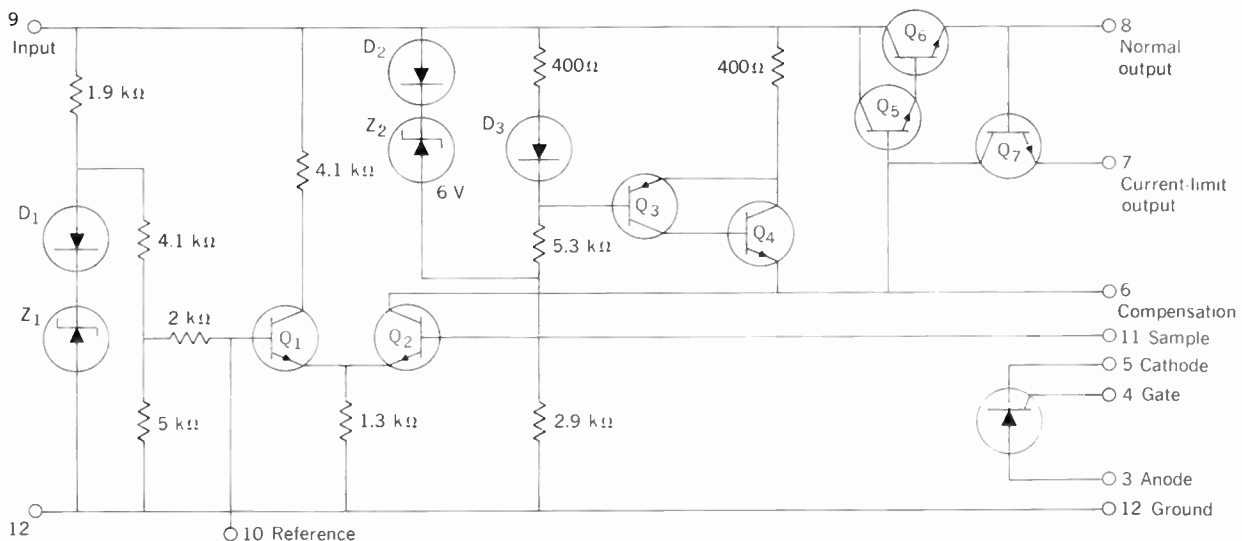 9
Input
1.9 kΩ
D1
Z1
4.1 kΩ
2 kΩ
5 kΩ
12
10 Reference
4.1 kΩ
Q1
Q2
1.3 kΩ
D2
Z2
6 V
400Ω
D3
5.3 kΩ
2.9 kΩ
Q3
Q4
400Ω
Q5
Q6
Q7
8
Normal
output
7
Current-limit
output
6
Compensation
11 Sample
5 Cathode
4 Gate
3 Anode
12 Ground